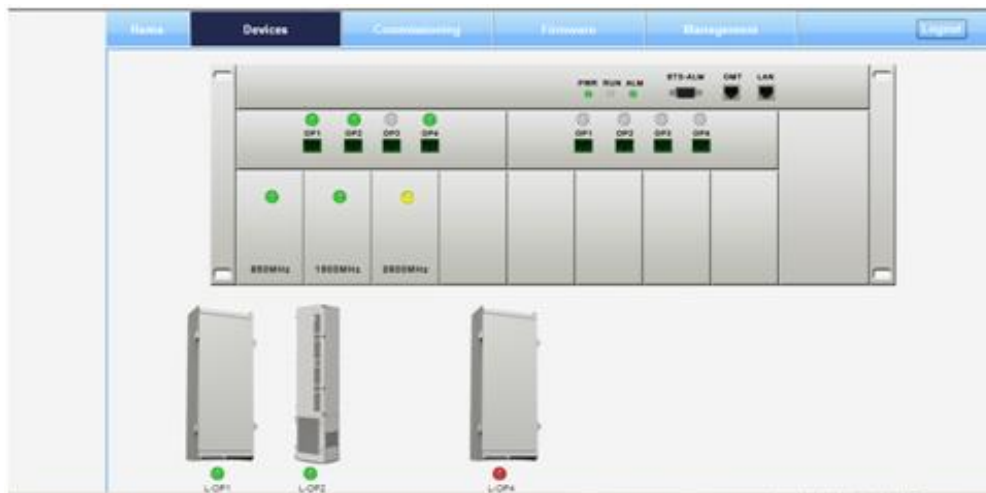 Home Devices Commissioning Firmware Management Logout
PWR RUN ALM BTS-ALM OMT LAN
OP1 OP2 OP3 OP4 OP1 OP2 OP3 OP4
850MHz 1800MHz 2600MHz
L-OP1 L-OP2 L-OP4